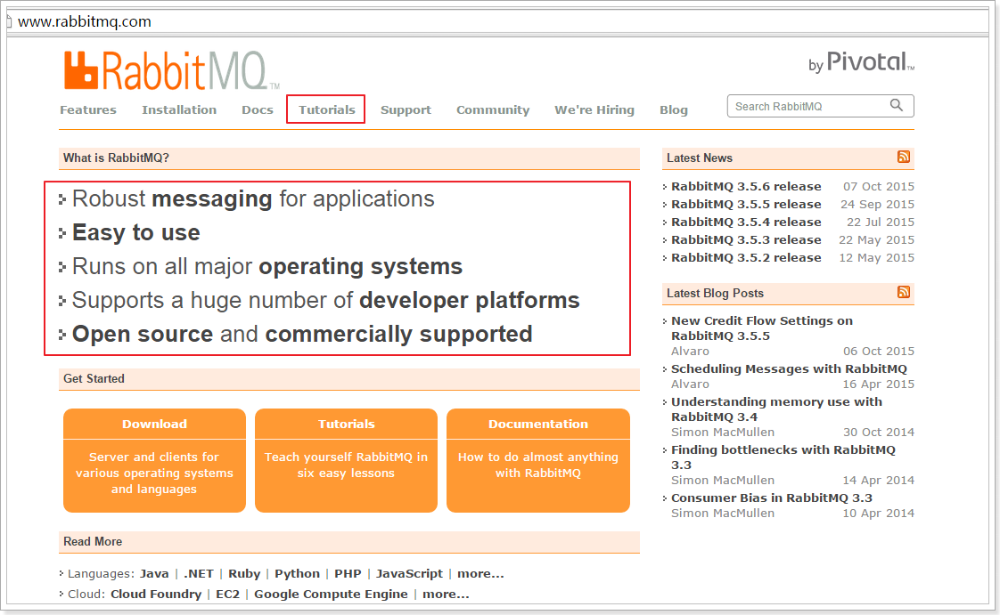 www.rabbitmq.com
RabbitMQ™
by Pivotal™
Features Installation Docs Tutorials Support Community We're Hiring Blog
Search RabbitMQ
What is RabbitMQ?
Robust messaging for applications
Easy to use
Runs on all major operating systems
Supports a huge number of developer platforms
Open source and commercially supported
Get Started
Download
Server and clients for
various operating systems
and languages
Tutorials
Teach yourself RabbitMQ in
six easy lessons
Documentation
How to do almost anything
with RabbitMQ
Read More
Languages: Java | .NET | Ruby | Python | PHP | JavaScript | more...
Cloud: Cloud Foundry | EC2 | Google Compute Engine | more...
Latest News
RabbitMQ 3.5.6 release 07 Oct 2015
RabbitMQ 3.5.5 release 24 Sep 2015
RabbitMQ 3.5.4 release 22 Jul 2015
RabbitMQ 3.5.3 release 22 May 2015
RabbitMQ 3.5.2 release 12 May 2015
Latest Blog Posts
New Credit Flow Settings on
RabbitMQ 3.5.5
Alvaro 06 Oct 2015
Scheduling Messages with RabbitMQ
Alvaro 16 Apr 2015
Understanding memory use with
RabbitMQ 3.4
Simon MacMullen 30 Oct 2014
Finding bottlenecks with RabbitMQ
3.3
Simon MacMullen 14 Apr 2014
Consumer Bias in RabbitMQ 3.3
Simon MacMullen 10 Apr 2014